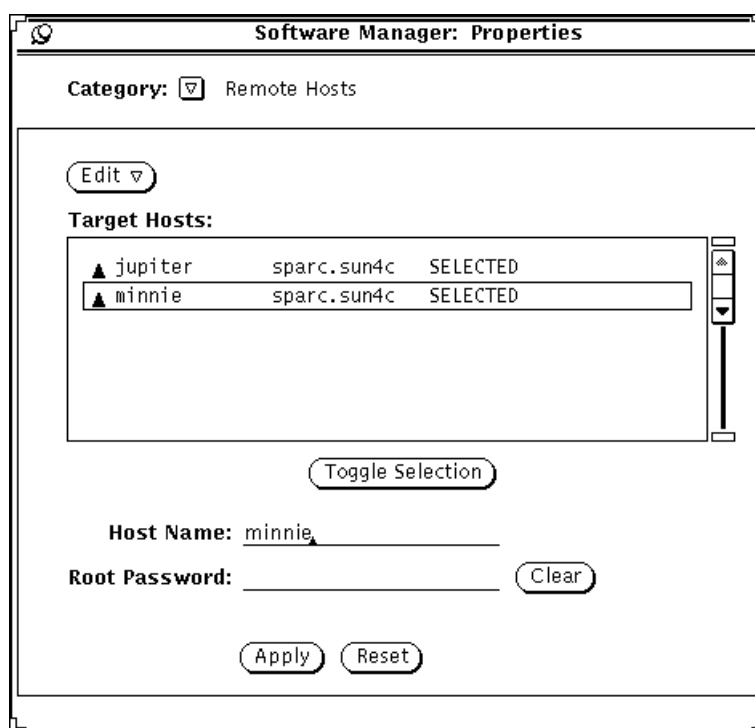 Software Manager: Properties
Category: Remote Hosts
Edit
Target Hosts:
jupiter sparc.sun4c SELECTED
minnie sparc.sun4c SELECTED
Toggle Selection
Host Name: minnie
Root Password: Clear
Apply Reset